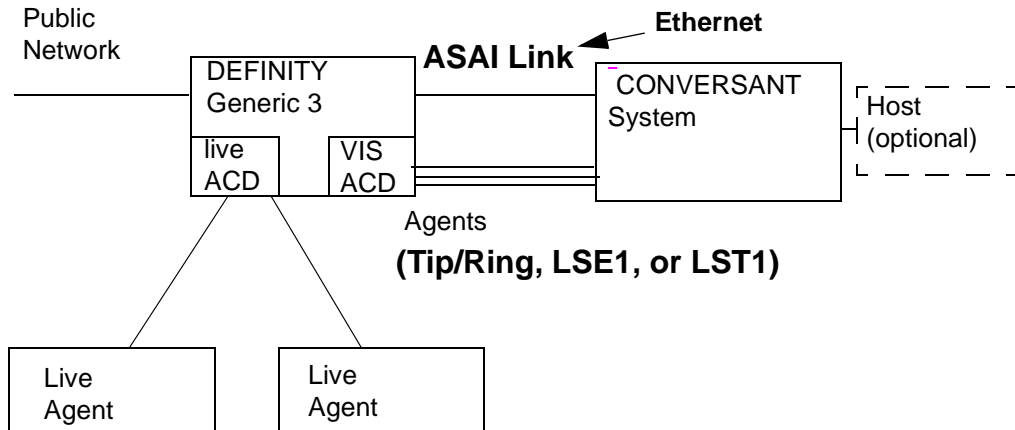 Public
Network
Ethernet
ASAI Link
DEFINITY
Generic 3
CONVERSANT
System
Host
(optional)
live
ACD
VIS
ACD
Agents
(Tip/Ring, LSE1, or LST1)
Live
Agent
Live
Agent